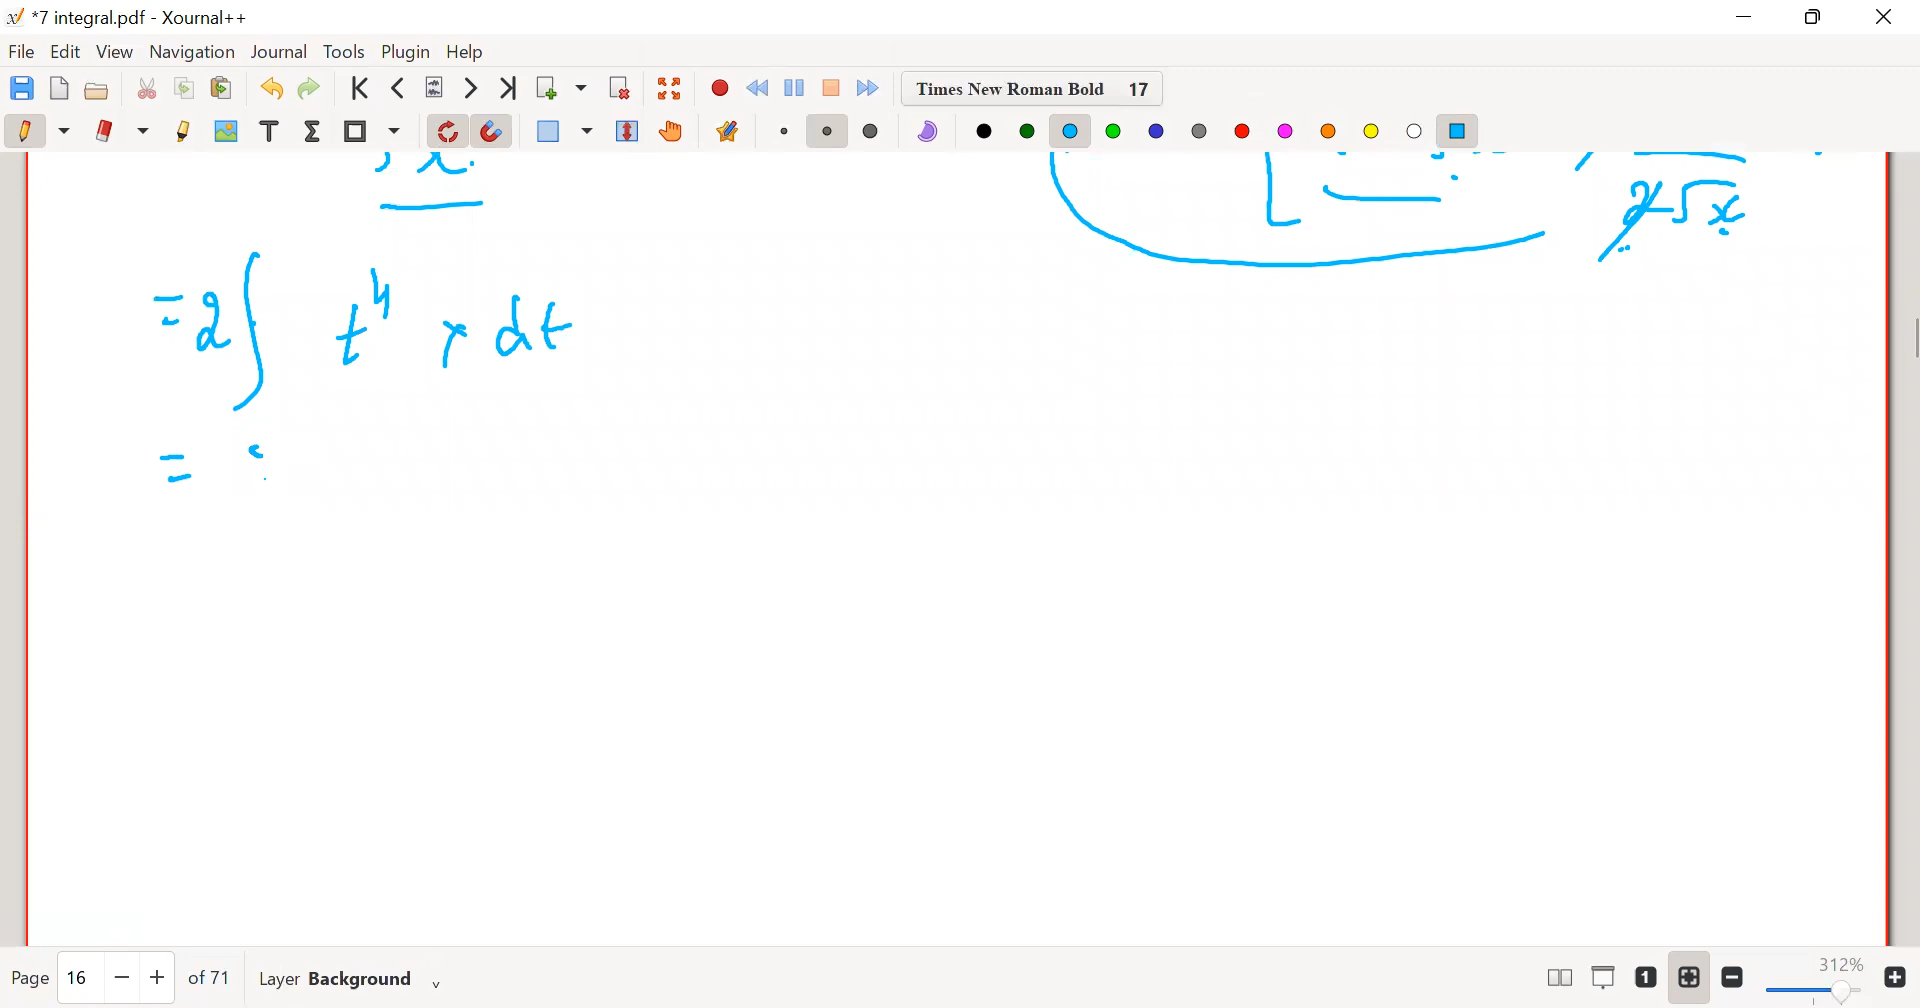 *7 integral.pdf - Xournal++
File Edit View Navigation Journal Tools Plugin Help
Times New Roman Bold 17
√x
2√x
= 2∫ t⁴ × dt
=
Page 16 of 71 Layer Background 312%